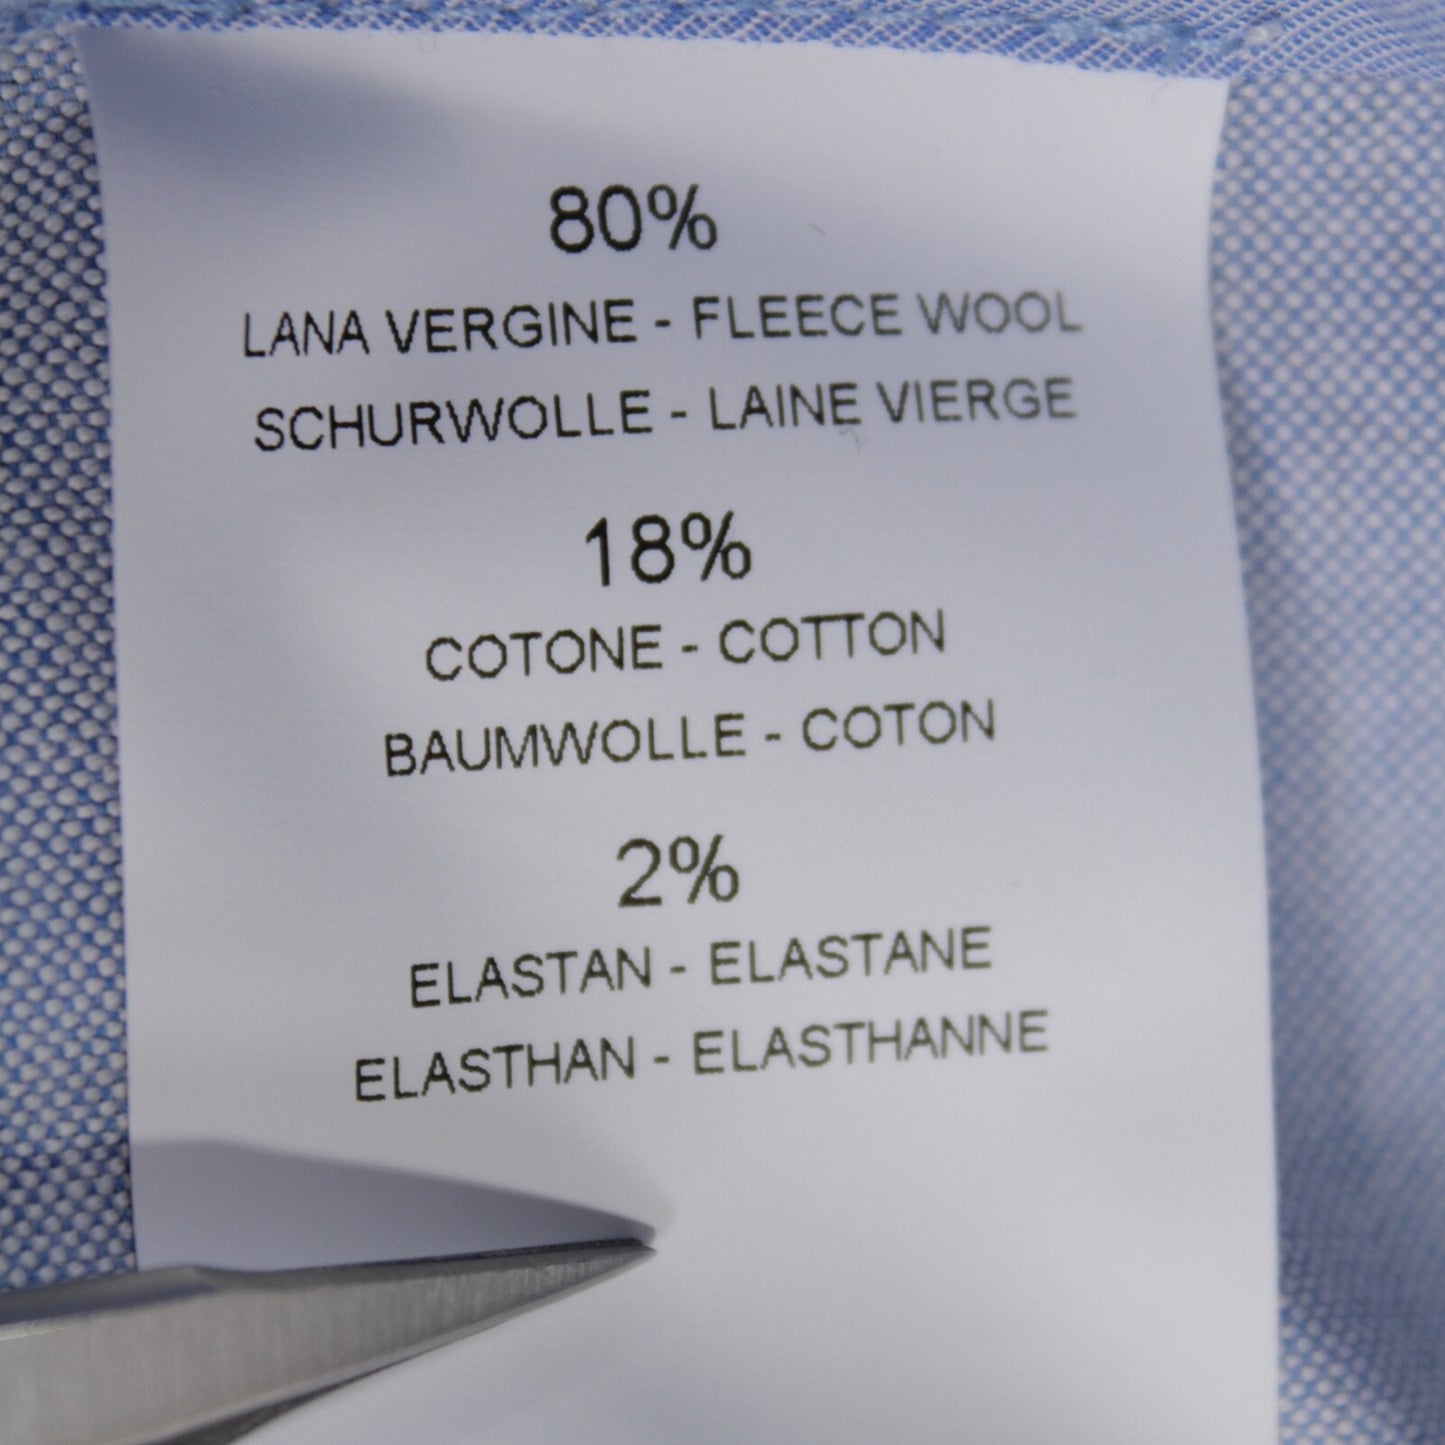 80%
LANA VERGINE - FLEECE WOOL
SCHURWOLLE - LAINE VIERGE
18%
COTONE - COTTON
BAUMWOLLE - COTON
2%
ELASTAN - ELASTANE
ELASTHAN - ELASTHANNE